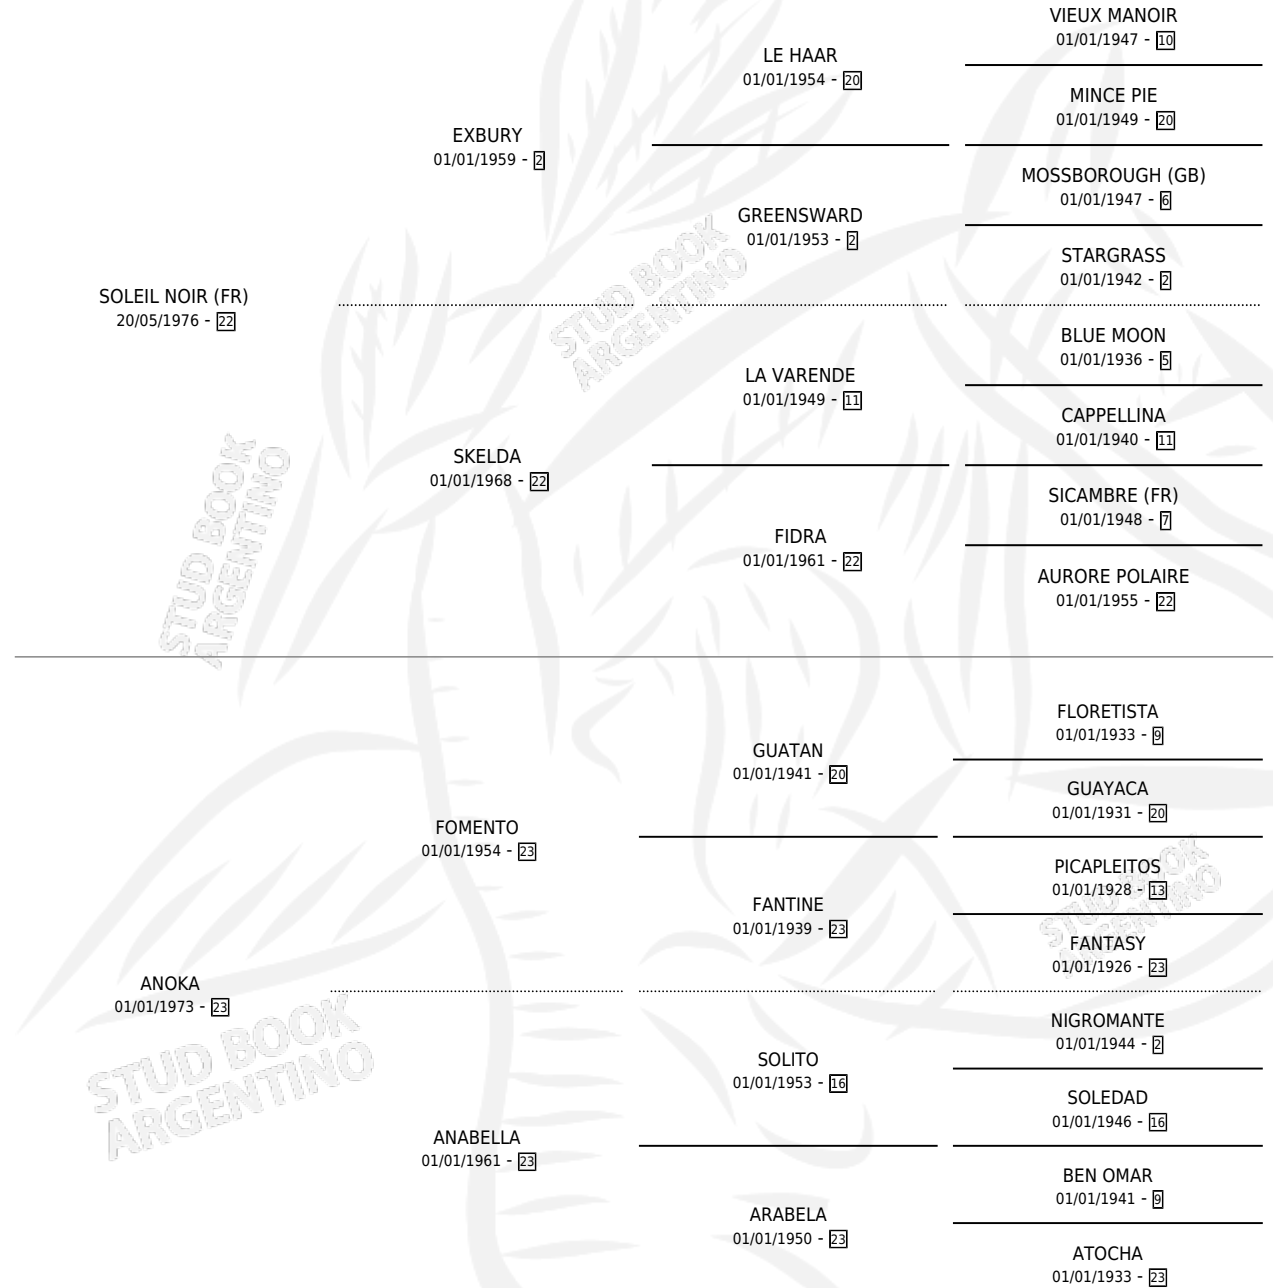 VIEUX MANOIR
01/01/1947 - 10
LE HAAR
01/01/1954 - 20
MINCE PIE
01/01/1949 - 20
EXBURY
01/01/1959 - 2
MOSSBOROUGH (GB)
01/01/1947 - 6
GREENSWARD
01/01/1953 - 2
STARGRASS
01/01/1942 - 2
SOLEIL NOIR (FR)
20/05/1976 - 22
BLUE MOON
01/01/1936 - 5
LA VARENDE
01/01/1949 - 11
CAPPELLINA
01/01/1940 - 11
SKELDA
01/01/1968 - 22
SICAMBRE (FR)
01/01/1948 - 7
FIDRA
01/01/1961 - 22
AURORE POLAIRE
01/01/1955 - 22
FLORETISTA
01/01/1933 - 9
GUATAN
01/01/1941 - 20
GUAYACA
01/01/1931 - 20
FOMENTO
01/01/1954 - 23
PICAPLEITOS
01/01/1928 - 13
FANTINE
01/01/1939 - 23
FANTASY
01/01/1926 - 23
ANOKA
01/01/1973 - 23
NIGROMANTE
01/01/1944 - 2
SOLITO
01/01/1953 - 16
SOLEDAD
01/01/1946 - 16
ANABELLA
01/01/1961 - 23
BEN OMAR
01/01/1941 - 9
ARABELA
01/01/1950 - 23
ATOCHA
01/01/1933 - 23
STUD BOOK
ARGENTINO
STUD BOOK
ARGENTINO
STUD BOOK
ARGENTINO
STUD BOOK
ARGENTINO